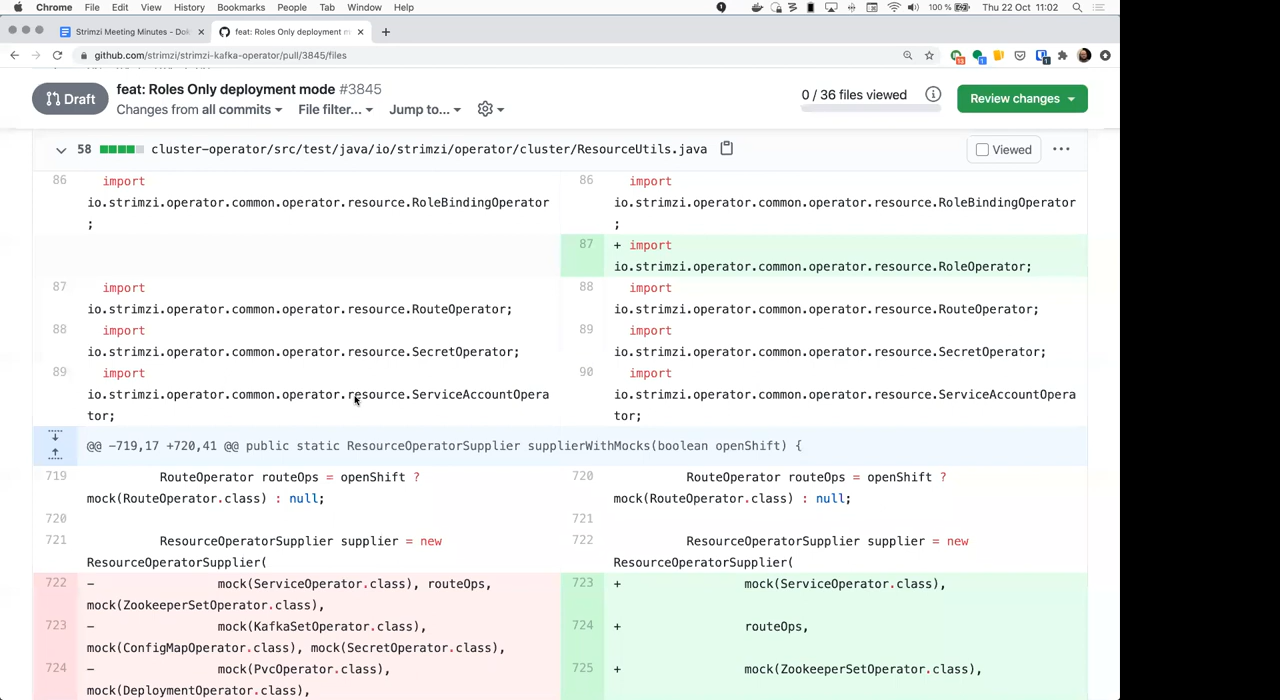 Chrome File Edit View History Bookmarks People Tab Window Help 100 % Thu 22 Oct 11:02
Strimzi Meeting Minutes - Do feat: Roles Only deployment m
github.com/strimzi/strimzi-kafka-operator/pull/3845/files
Draft
feat: Roles Only deployment mode #3845
Changes from all commits File filter... Jump to...
0 / 36 files viewed
Review changes
58 cluster-operator/src/test/java/io/strimzi/operator/cluster/ResourceUtils.java Viewed
86 import 86 import
io.strimzi.operator.common.operator.resource.RoleBindingOperator io.strimzi.operator.common.operator.resource.RoleBindingOperator
; ;
87 + import
io.strimzi.operator.common.operator.resource.RoleOperator;
87 import 88 import
io.strimzi.operator.common.operator.resource.RouteOperator; io.strimzi.operator.common.operator.resource.RouteOperator;
88 import 89 import
io.strimzi.operator.common.operator.resource.SecretOperator; io.strimzi.operator.common.operator.resource.SecretOperator;
89 import 90 import
io.strimzi.operator.common.operator.resource.ServiceAccountOpera io.strimzi.operator.common.operator.resource.ServiceAccountOpera
tor; tor;
@@ -719,17 +720,41 @@ public static ResourceOperatorSupplier supplierWithMocks(boolean openShift) {
719 RouteOperator routeOps = openShift ? 720 RouteOperator routeOps = openShift ?
mock(RouteOperator.class) : null; mock(RouteOperator.class) : null;
720 721
721 ResourceOperatorSupplier supplier = new 722 ResourceOperatorSupplier supplier = new
ResourceOperatorSupplier( ResourceOperatorSupplier(
722 - mock(ServiceOperator.class), routeOps, 723 + mock(ServiceOperator.class),
mock(ZookeeperSetOperator.class),
723 - mock(KafkaSetOperator.class), 724 + routeOps,
mock(ConfigMapOperator.class), mock(SecretOperator.class),
724 - mock(PvcOperator.class), 725 + mock(ZookeeperSetOperator.class),
mock(DeploymentOperator.class),